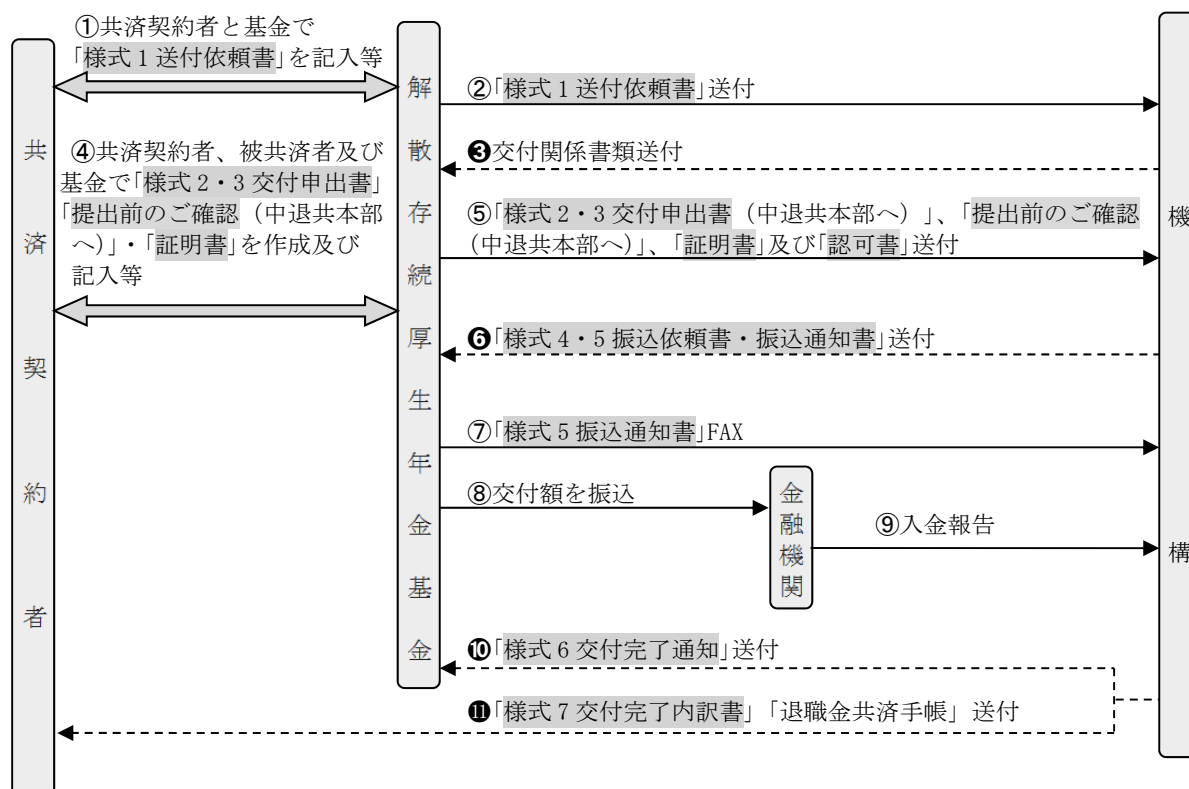 ①共済契約者と基金で
「様式1送付依頼書」を記入等
②「様式1送付依頼書」送付
❸交付関係書類送付
④共済契約者、被共済者及び
基金で「様式2・3交付申出書」
「提出前のご確認（中退共本部
へ）」・「証明書」を作成及び
記入等
⑤「様式2・3交付申出書（中退共本部へ）」、「提出前のご確認
（中退共本部へ）」、「証明書」及び「認可書」送付
❻「様式4・5振込依頼書・振込通知書」送付
⑦「様式5振込通知書」FAX
⑧交付額を振込
⑨入金報告
❿「様式6交付完了通知」送付
⓫「様式7交付完了内訳書」「退職金共済手帳」送付
共済契約者
解散存続厚生年金基金
金融機関
機構